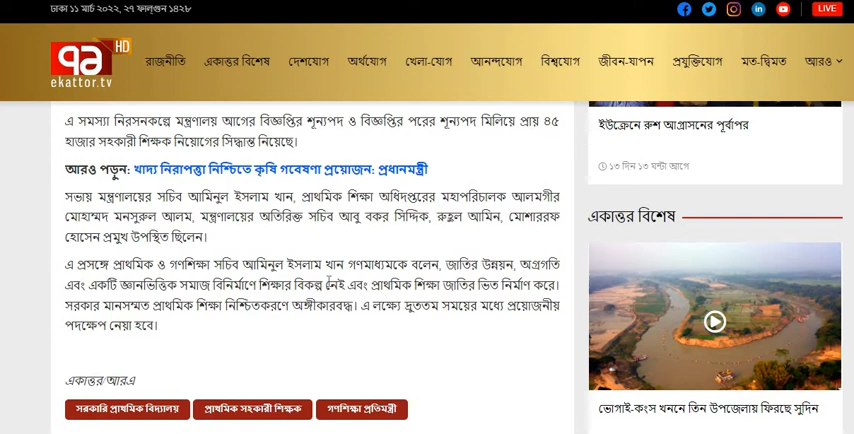 ঢাকা ১১ মার্চ ২০২২, ২৭ ফাল্গুন ১৪২৮
LIVE
HD
ekattor.tv
রাজনীতি একাত্তর বিশেষ দেশযোগ অর্থযোগ খেলা-যোগ আনন্দযোগ বিশ্বযোগ জীবন-যাপন প্রযুক্তিযোগ মত-দ্বিমত আরও
এ সমস্যা নিরসনকল্পে মন্ত্রণালয় আগের বিজ্ঞপ্তির শূন্যপদ ও বিজ্ঞপ্তির পরের শূন্যপদ মিলিয়ে প্রায় ৪৫
হাজার সহকারী শিক্ষক নিয়োগের সিদ্ধান্ত নিয়েছে।
আরও পড়ুন: খাদ্য নিরাপত্তা নিশ্চিতে কৃষি গবেষণা প্রয়োজন: প্রধানমন্ত্রী
সভায় মন্ত্রণালয়ের সচিব আমিনুল ইসলাম খান, প্রাথমিক শিক্ষা অধিদপ্তরের মহাপরিচালক আলমগীর
মোহাম্মদ মনসুরুল আলম, মন্ত্রণালয়ের অতিরিক্ত সচিব আবু বকর সিদ্দিক, রুহুল আমিন, মোশাররফ
হোসেন প্রমুখ উপস্থিত ছিলেন।
এ প্রসঙ্গে প্রাথমিক ও গণশিক্ষা সচিব আমিনুল ইসলাম খান গণমাধ্যমকে বলেন, জাতির উন্নয়ন, অগ্রগতি
এবং একটি জ্ঞানভিত্তিক সমাজ বিনির্মাণে শিক্ষার বিকল্প নেই এবং প্রাথমিক শিক্ষা জাতির ভিত নির্মাণ করে।
সরকার মানসম্মত প্রাথমিক শিক্ষা নিশ্চিতকরণে অঙ্গীকারবদ্ধ। এ লক্ষ্যে দ্রুততম সময়ের মধ্যে প্রয়োজনীয়
পদক্ষেপ নেয়া হবে।
একাত্তর/আরএ
সরকারি প্রাথমিক বিদ্যালয় প্রাথমিক সহকারী শিক্ষক গণশিক্ষা প্রতিমন্ত্রী
ইউক্রেনে রুশ আগ্রাসনের পূর্বাপর
১৩ দিন ১৩ ঘণ্টা আগে
একাত্তর বিশেষ
ভোগাই-কংস খননে তিন উপজেলায় ফিরছে সুদিন